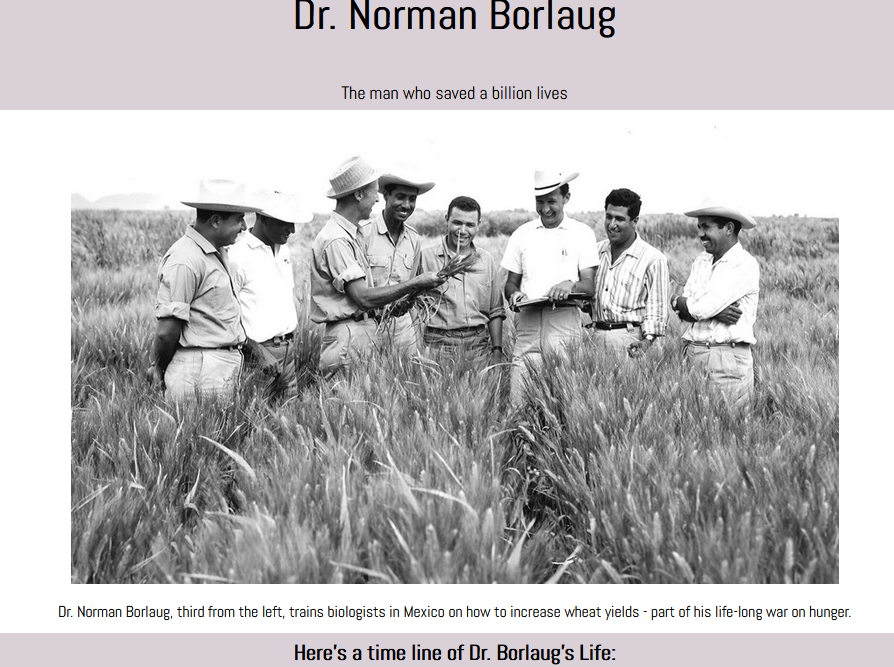 Dr. Norman Borlaug
The man who saved a billion lives
Dr. Norman Borlaug, third from the left, trains biologists in Mexico on how to increase wheat yields - part of his life-long war on hunger.
Here's a time line of Dr. Borlaug's Life: